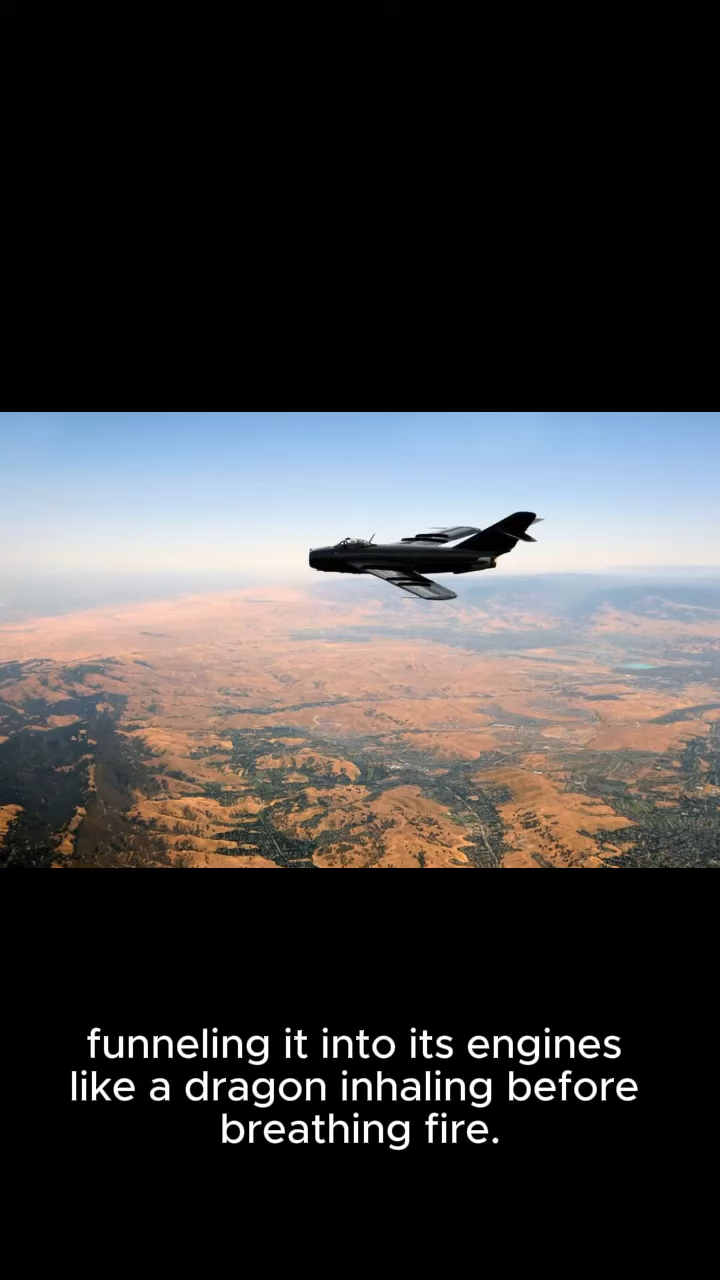 funneling it into its engines
like a dragon inhaling before
breathing fire.